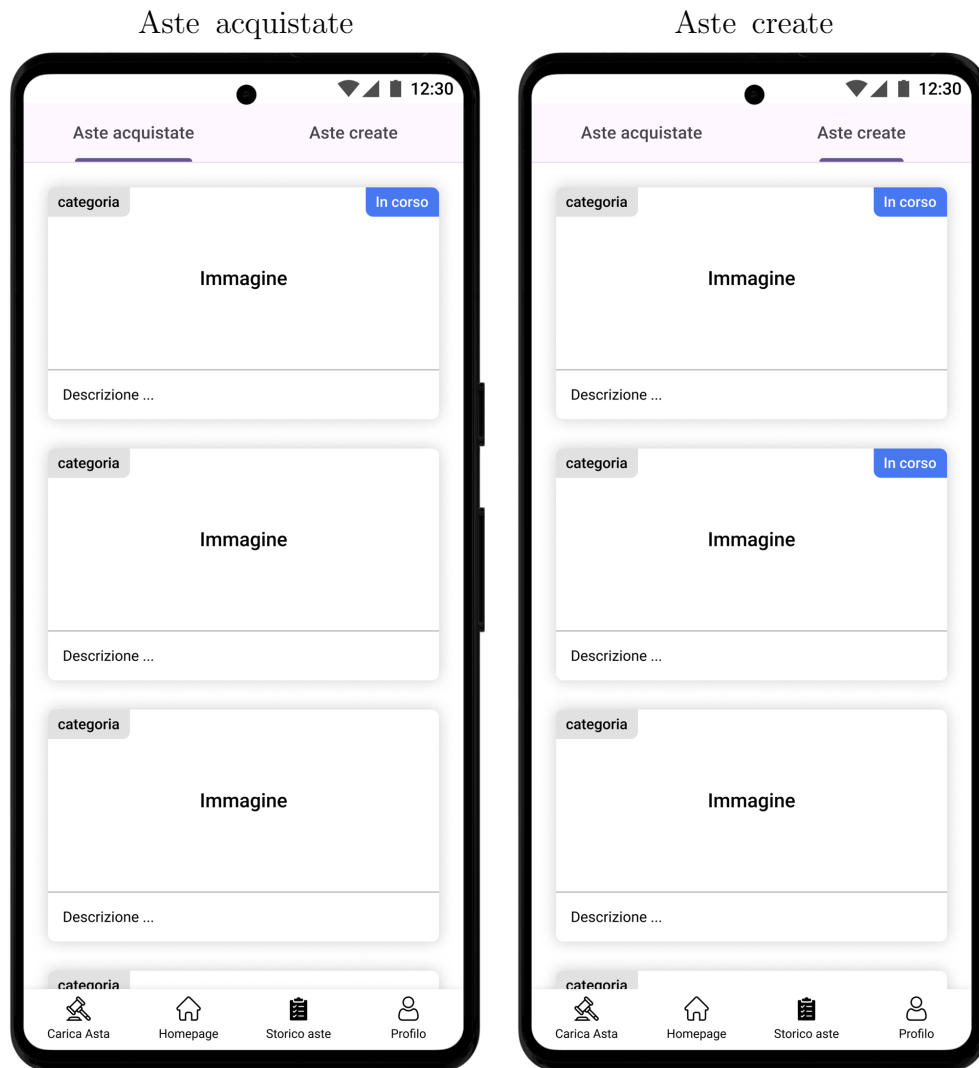 Aste acquistate
12:30
Aste acquistate Aste create
categoria In corso
Immagine
Descrizione ...
categoria
Immagine
Descrizione ...
categoria
Immagine
Descrizione ...
categoria
Carica Asta Homepage Storico aste Profilo
Aste create
12:30
Aste acquistate Aste create
categoria In corso
Immagine
Descrizione ...
categoria In corso
Immagine
Descrizione ...
categoria
Immagine
Descrizione ...
categoria
Carica Asta Homepage Storico aste Profilo